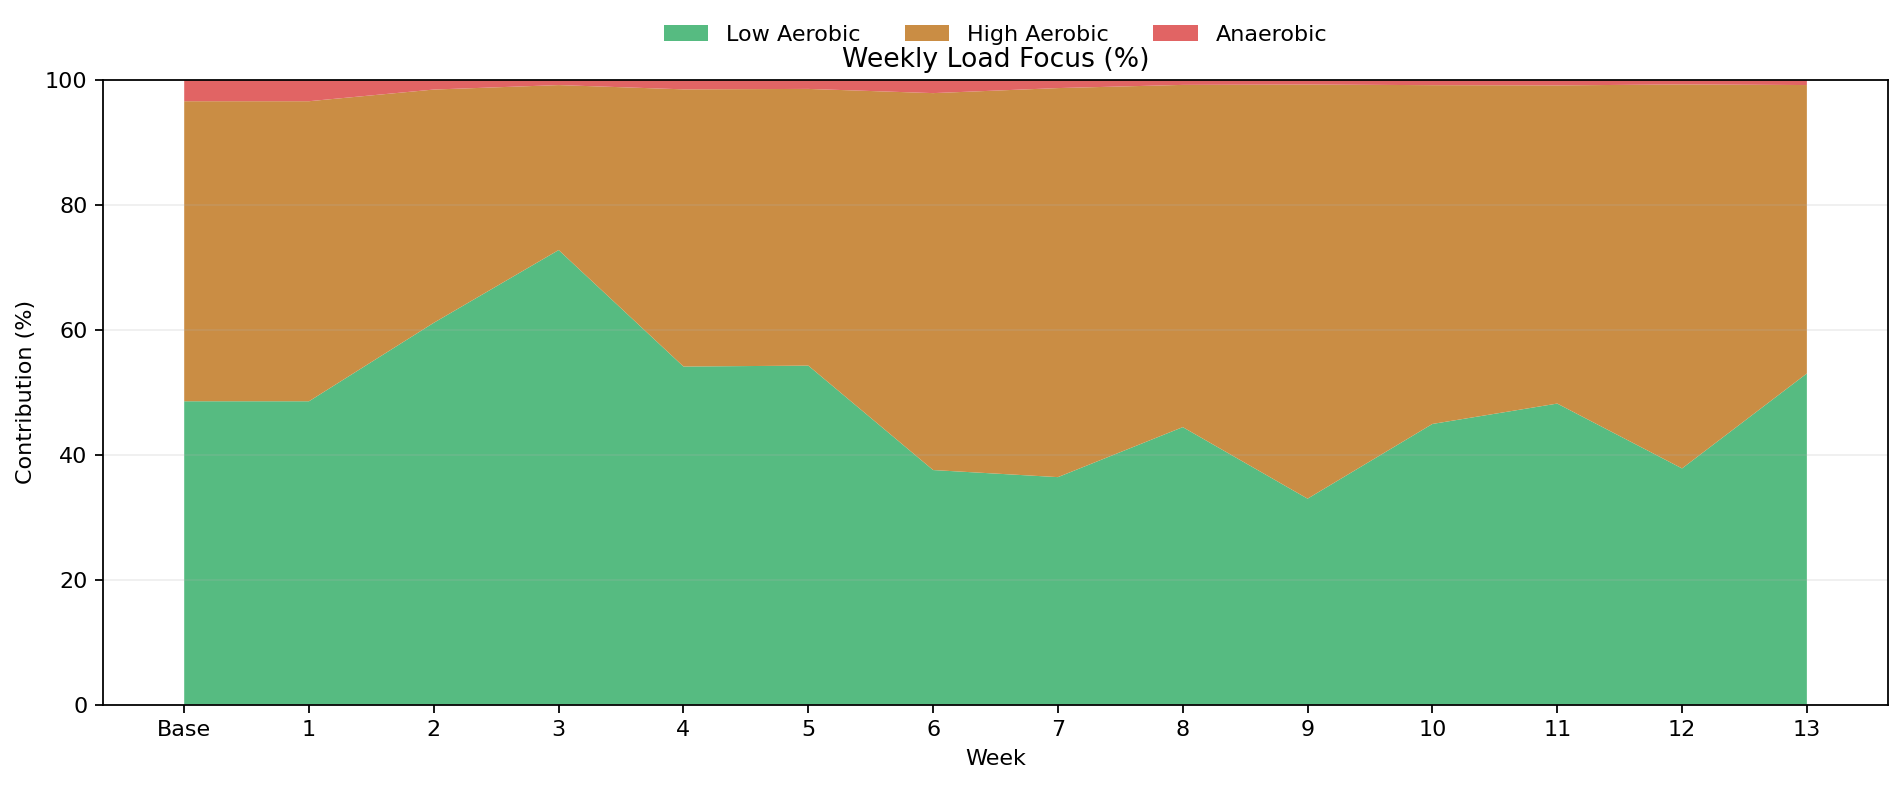 Low Aerobic High Aerobic Anaerobic
Weekly Load Focus (%)
100
80
60
40
20
0
Contribution (%)
Base 1 2 3 4 5 6 7 8 9 10 11 12 13
Week